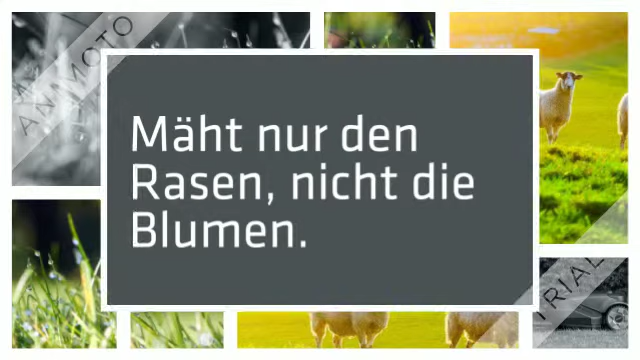 ANIMOTO
Mäht nur den
Rasen, nicht die
Blumen.
TRIAL